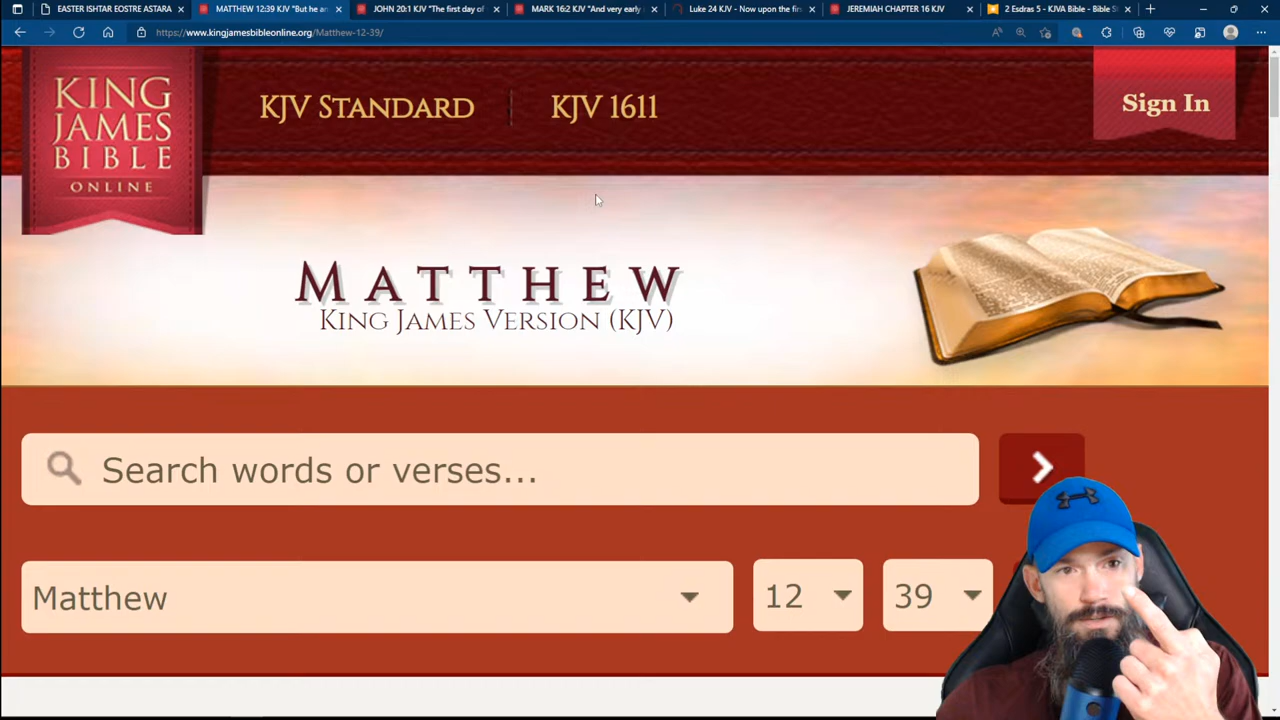 EASTER ISHTAR EOSTRE ASTARA
MATTHEW 12:39 KJV "But he an
JOHN 20:1 KJV "The first day of
MARK 16:2 KJV "And very early
Luke 24 KJV - Now upon the fir
JEREMIAH CHAPTER 16 KJV
2 Esdras 5 - KJVA Bible - Bible S
https://www.kingjamesbibleonline.org/Matthew-12-39/
KING
JAMES
BIBLE
ONLINE
KJV STANDARD
KJV 1611
Sign In
MATTHEW
KING JAMES VERSION (KJV)
Search words or verses...
Matthew
12
39